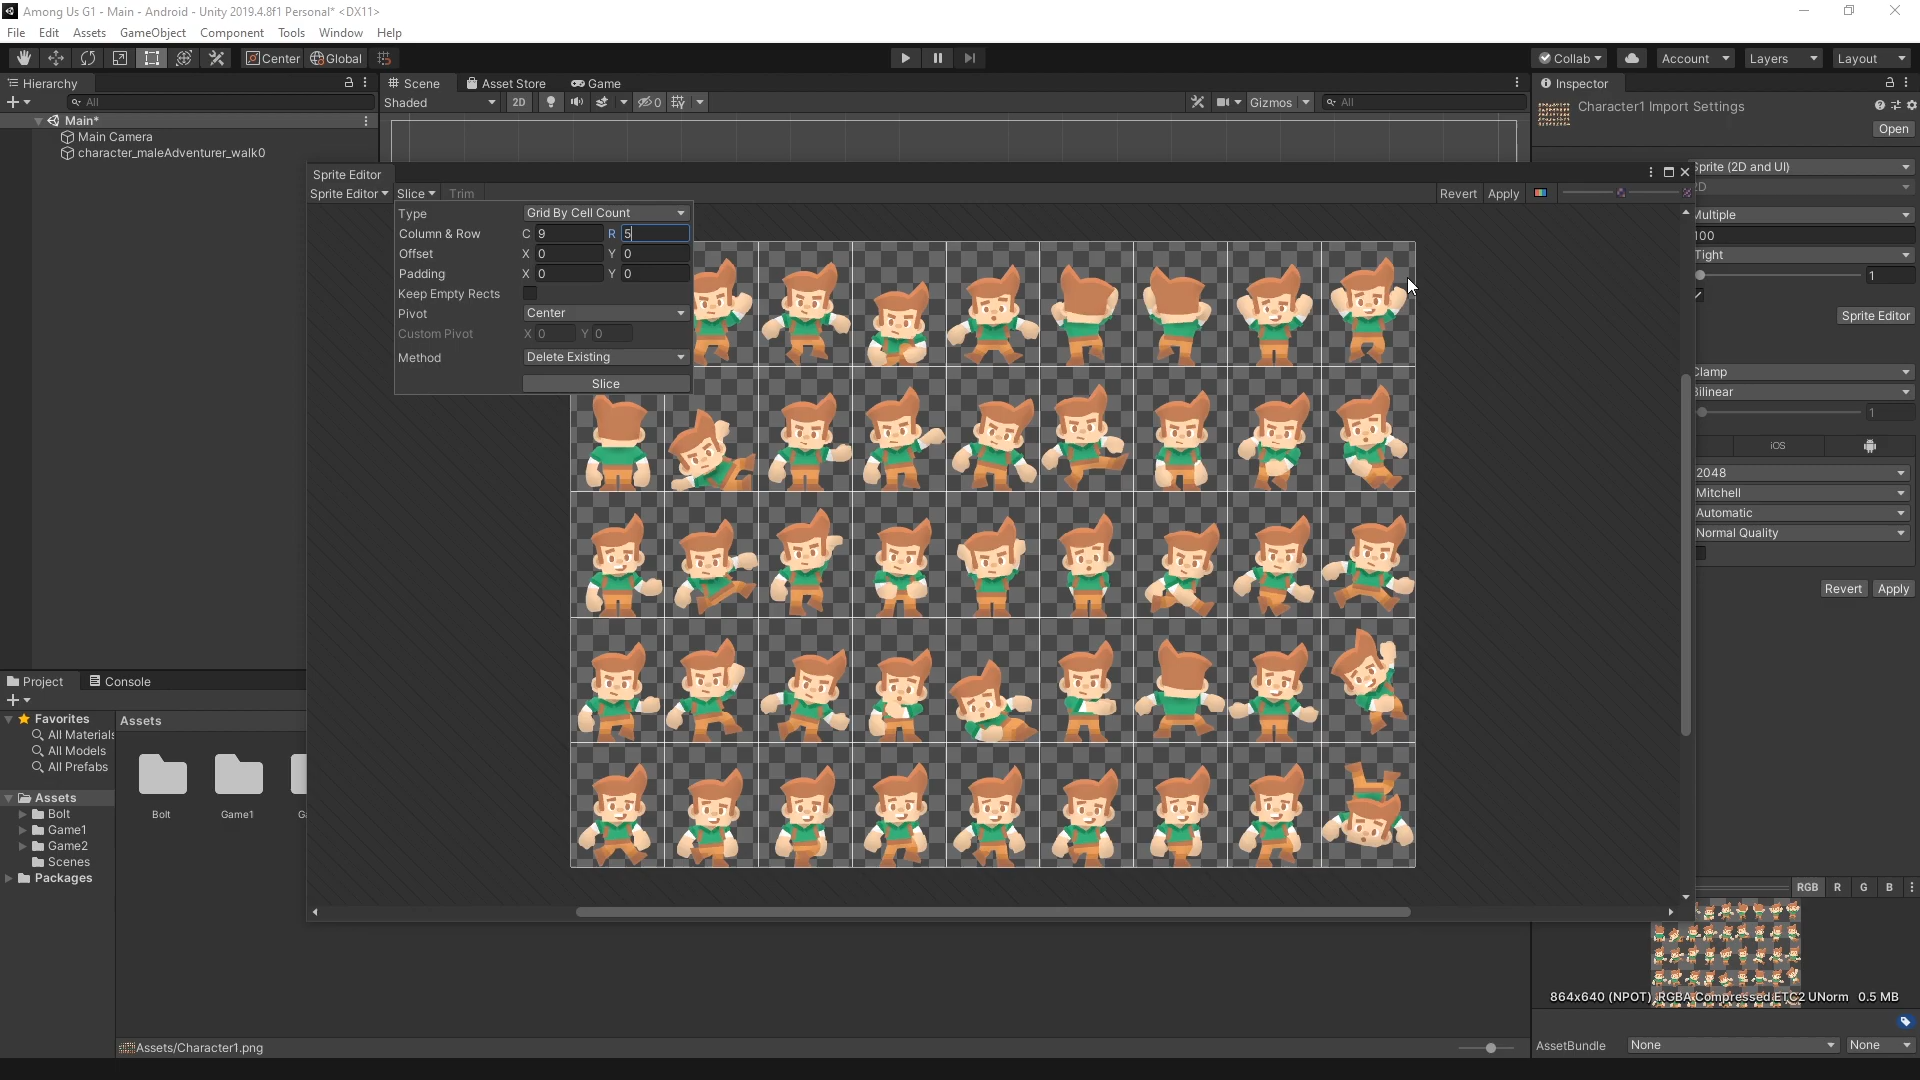 Among Us G1 - Main - Android - Unity 2019.4.8f1 Personal* <DX11>
File Edit Assets GameObject Component Tools Window Help
Center Global Collab Account Layers Layout
Hierarchy Scene Asset Store Game Inspector
All Shaded 2D 0 Gizmos All Character1 Import Settings
Open
Main*
Main Camera
character_maleAdventurer_walk0
Sprite Editor
Sprite Editor Slice Trim Revert Apply
Type Grid By Cell Count
Column & Row C 9 R 5
Offset X 0 Y 0
Padding X 0 Y 0
Keep Empty Rects
Pivot Center
Custom Pivot X 0 Y 0
Method Delete Existing
Slice
Sprite (2D and UI)
2D
Multiple
100
Tight
1
Sprite Editor
Clamp
Bilinear
1
iOS
2048
Mitchell
Automatic
Normal Quality
Revert Apply
Project Console
Favorites Assets
All Materials
All Models
All Prefabs
Assets
Bolt
Game1
Game2
Scenes
Packages
Bolt Game1 Ga
RGB R G B
864x640 (NPOT) RGBA Compressed ETC2 UNorm 0.5 MB
Assets/Character1.png
AssetBundle None None